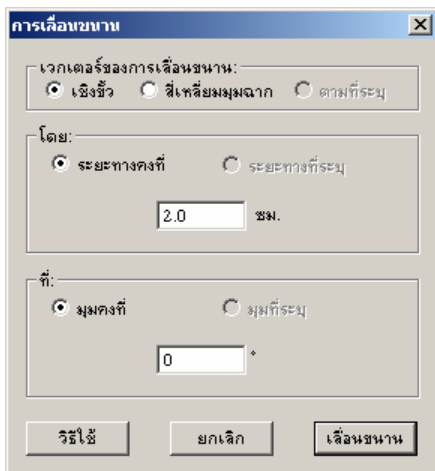 การเลื่อนขนาน
เวกเตอร์ของการเลื่อนขนาน:
เชิงขั้ว สี่เหลี่ยมมุมฉาก ตามที่ระบุ
โดย:
ระยะทางคงที่ ระยะทางที่ระบุ
2.0 ซม.
ที่:
มุมคงที่ มุมที่ระบุ
0 °
วิธีใช้ ยกเลิก เลื่อนขนาน